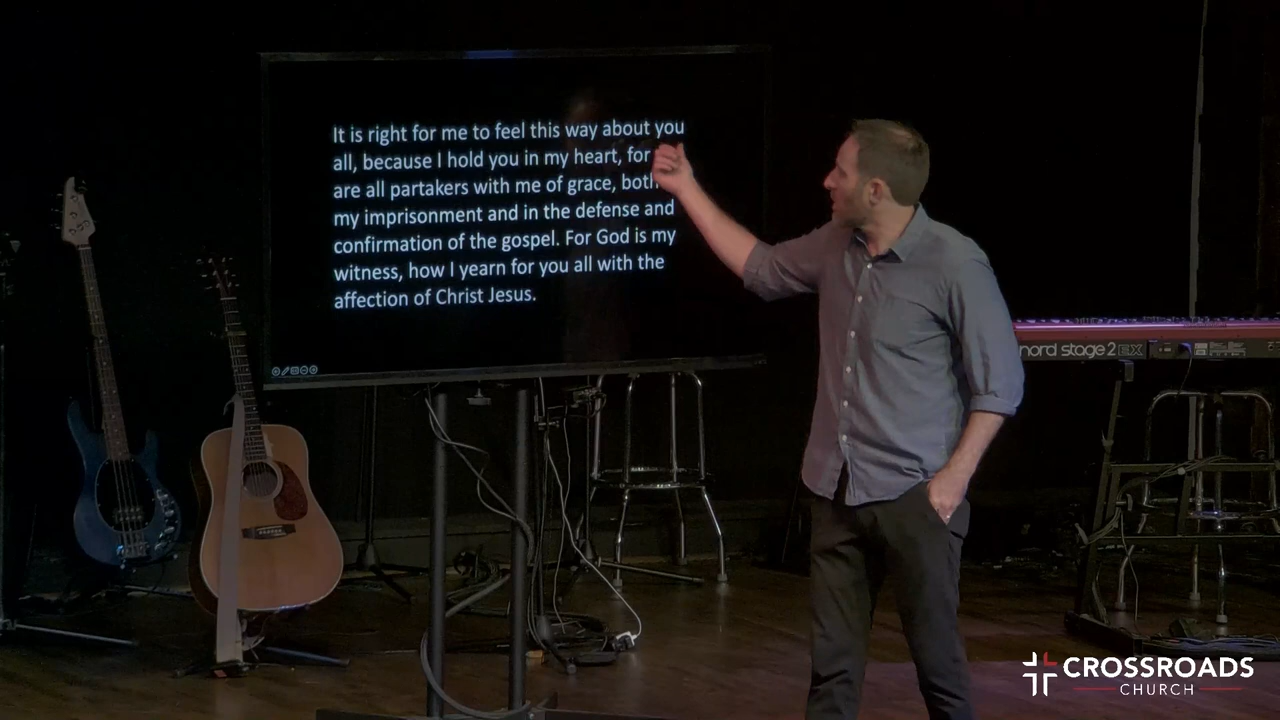 It is right for me to feel this way about you
all, because I hold you in my heart, for
are all partakers with me of grace, both
my imprisonment and in the defense and
confirmation of the gospel. For God is my
witness, how I yearn for you all with the
affection of Christ Jesus.
nord stage 2 EX
CROSSROADS
CHURCH